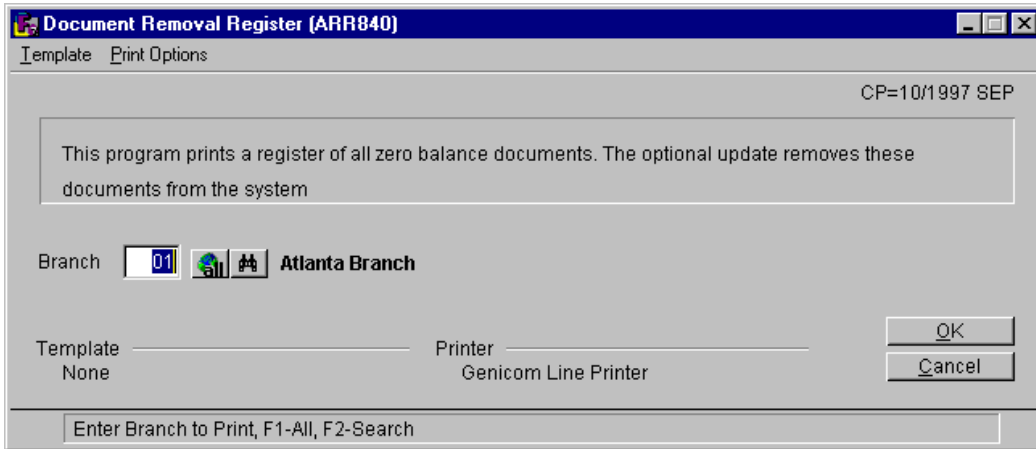 Document Removal Register (ARR840)
Template Print Options
CP=10/1997 SEP
This program prints a register of all zero balance documents. The optional update removes these
documents from the system
Branch 01 all Atlanta Branch
OK
Template Printer
None Genicom Line Printer
Cancel
Enter Branch to Print, F1-All, F2-Search